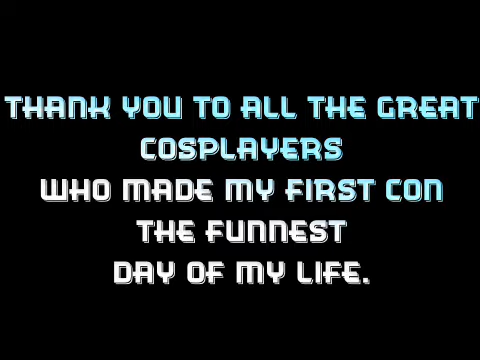 THANK YOU TO ALL THE GREAT
COSPLAYERS
WHO MADE MY FIRST CON
THE FUNNEST
DAY OF MY LIFE.